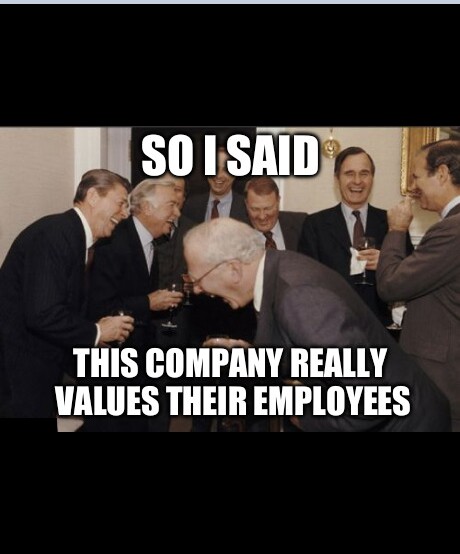 SO I SAID
THIS COMPANY REALLY
VALUES THEIR EMPLOYEES